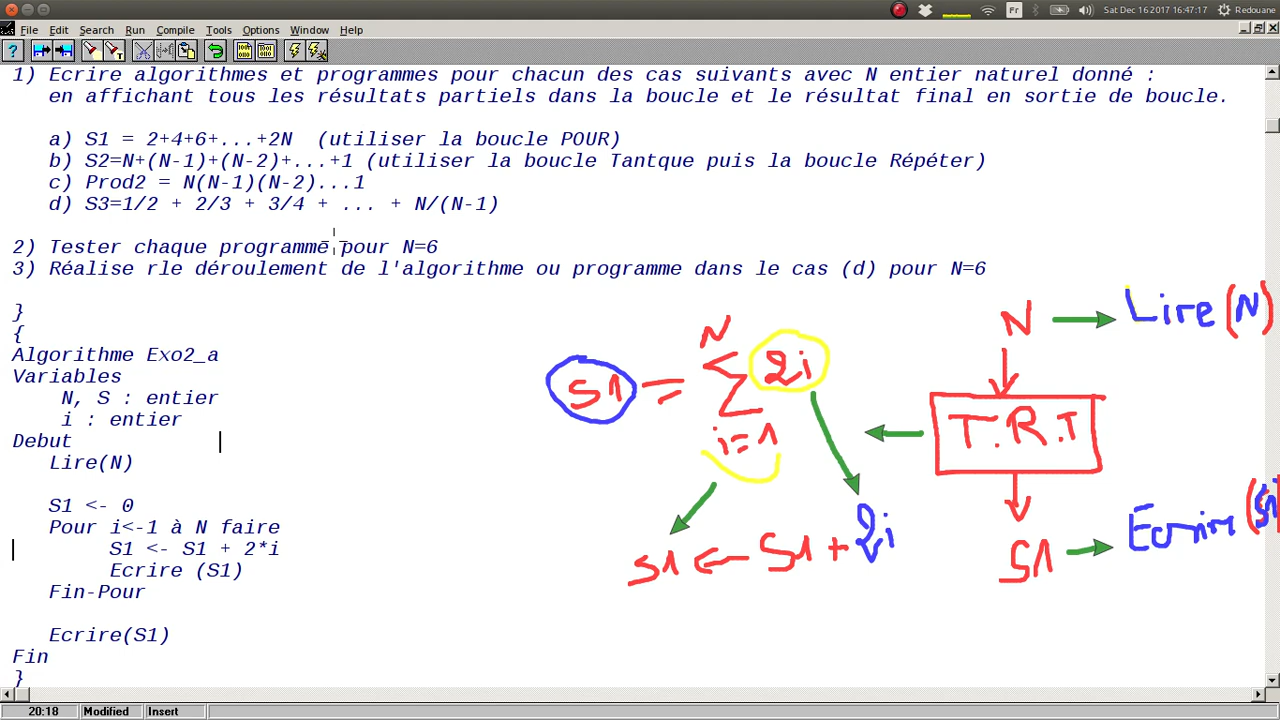 Sat Dec 16 2017 16:47:17 Redouane
Fr
File Edit Search Run Compile Tools Options Window Help
1) Ecrire algorithmes et programmes pour chacun des cas suivants avec N entier naturel donné :
en affichant tous les résultats partiels dans la boucle et le résultat final en sortie de boucle.
a) S1 = 2+4+6+...+2N (utiliser la boucle POUR)
b) S2=N+(N-1)+(N-2)+...+1 (utiliser la boucle Tantque puis la boucle Répéter)
c) Prod2 = N(N-1)(N-2)...1
d) S3=1/2 + 2/3 + 3/4 + ... + N/(N-1)
2) Tester chaque programme pour N=6
3) Réalise rle déroulement de l'algorithme ou programme dans le cas (d) pour N=6
}
{
Algorithme Exo2_a
Variables
N, S : entier
i : entier
Debut
Lire(N)
S1 <- 0
Pour i<-1 à N faire
S1 <- S1 + 2*i
Ecrire (S1)
Fin-Pour
Ecrire(S1)
Fin
}
N
S1 = Σ 2i
i=1
S1 ← S1 + 2i
N → Lire (N)
T.R.T
S1 → Ecrire (S1)
20:18 Modified Insert